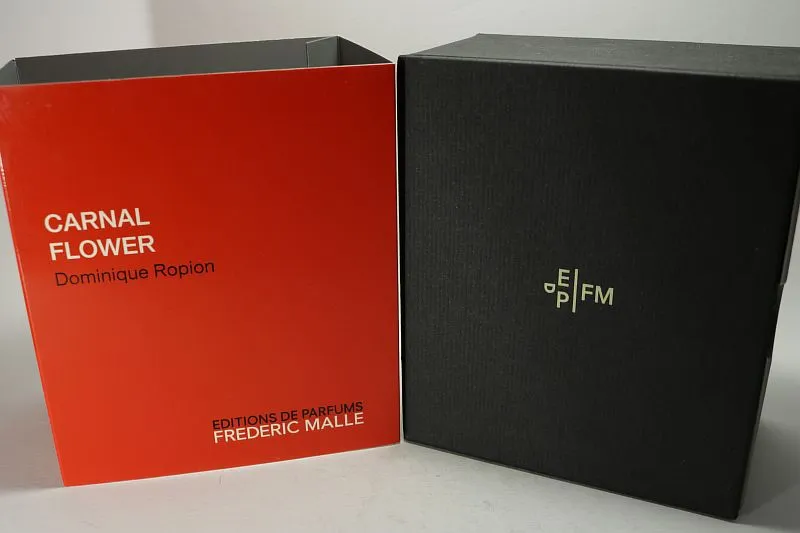 CARNAL
FLOWER
Dominique Ropion
EDITIONS DE PARFUMS
FREDERIC MALLE
E
D
P
FM